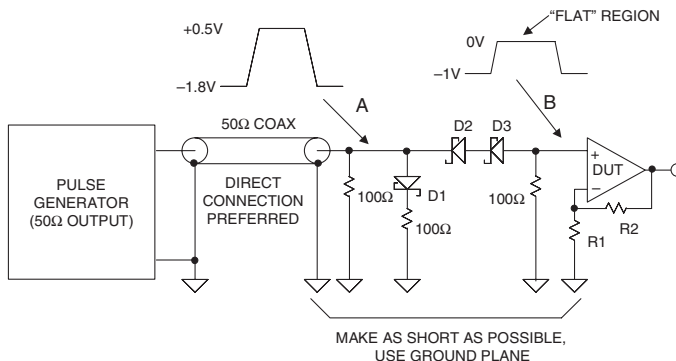 “FLAT” REGION
+0.5V
0V
–1.8V
–1V
A
B
50Ω COAX
D2
D3
+
DUT
–
PULSE
GENERATOR
(50Ω OUTPUT)
DIRECT
CONNECTION
PREFERRED
100Ω
D1
100Ω
100Ω
R2
R1
MAKE AS SHORT AS POSSIBLE,
USE GROUND PLANE